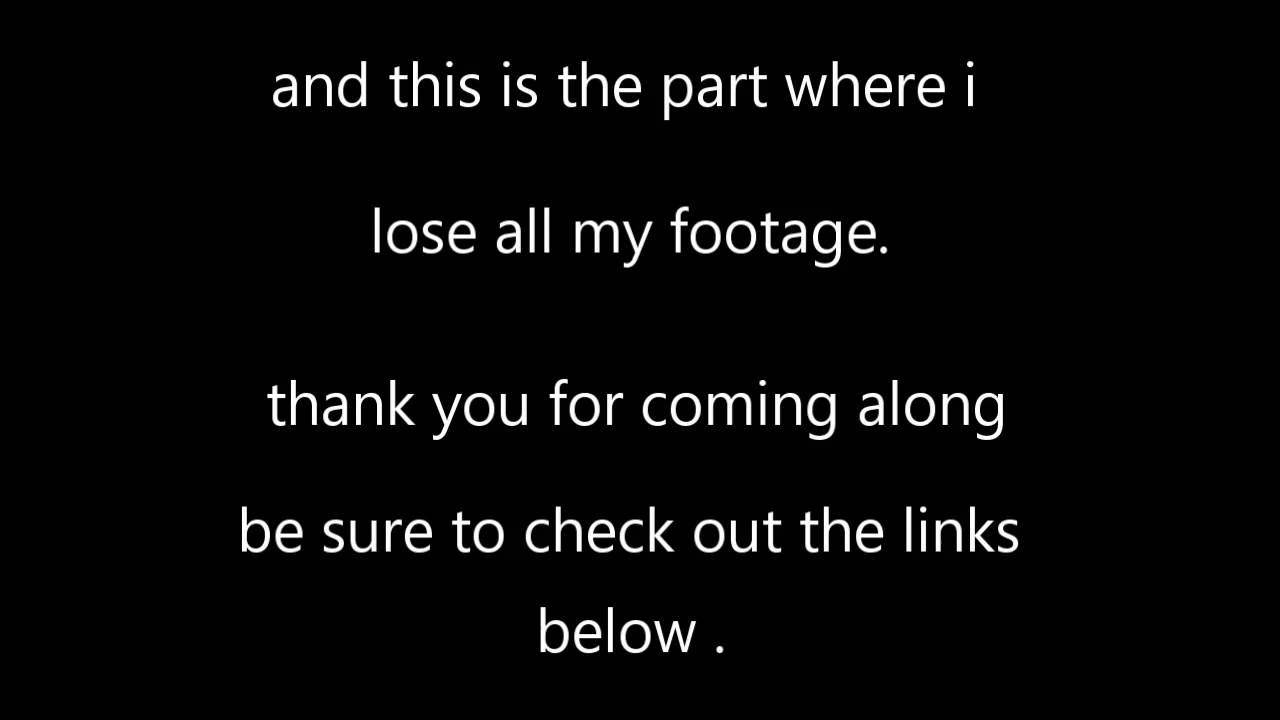 and this is the part where i
lose all my footage.
thank you for coming along
be sure to check out the links
below .